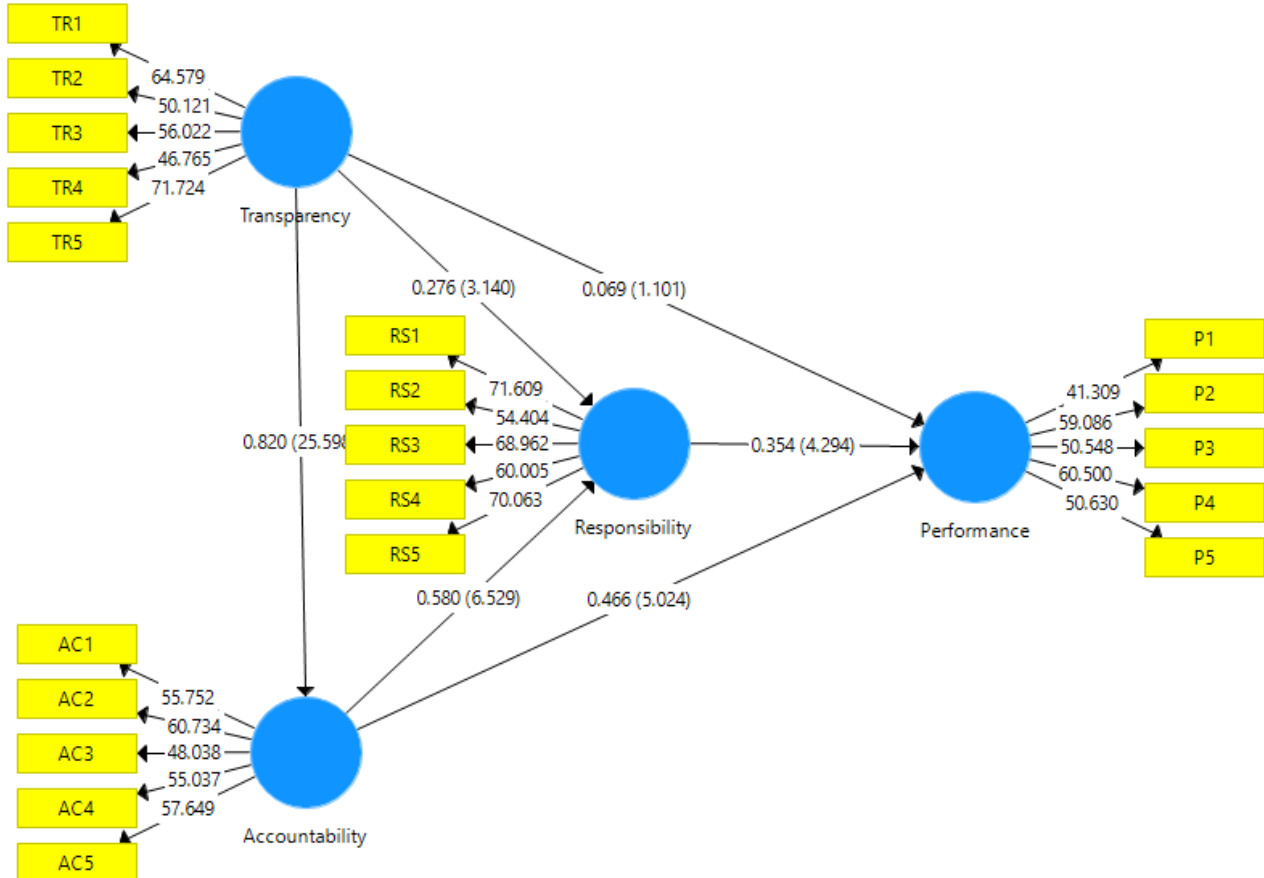 TR1
TR2
TR3
TR4
TR5
64.579
50.121
56.022
46.765
71.724
Transparency
0.276 (3.140)
0.069 (1.101)
0.820 (25.598
RS1
RS2
RS3
RS4
RS5
71.609
54.404
68.962
60.005
70.063
Responsibility
0.354 (4.294)
P1
P2
P3
P4
P5
41.309
59.086
50.548
60.500
50.630
Performance
0.580 (6.529)
0.466 (5.024)
AC1
AC2
AC3
AC4
AC5
55.752
60.734
48.038
55.037
57.649
Accountability